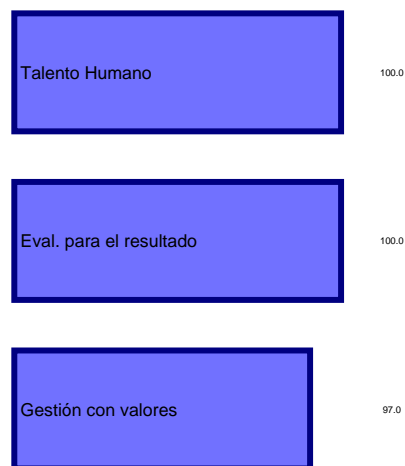 Talento Humano 100.0
Eval. para el resultado 100.0
Gestión con valores 97.0